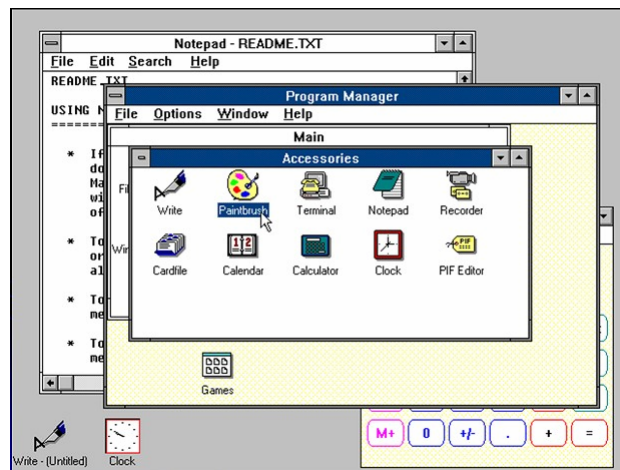 Notepad - README.TXT
File Edit Search Help
README.TXT
USING N
==========
* If
do
Ma
wi
of
* To
or
al
* To
me
* To
me
Program Manager
File Options Window Help
Main
Accessories
Write Paintbrush Terminal Notepad Recorder
Cardfile Calendar Calculator Clock PIF Editor
Games
M+ 0 +/- . + =
Write - (Untitled) Clock